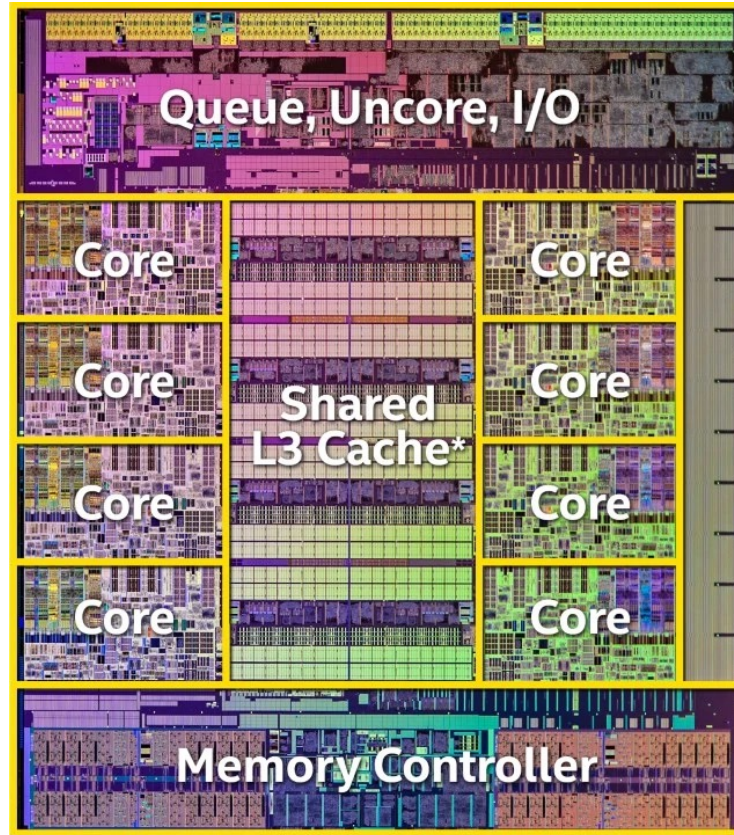 Queue, Uncore, I/O
Core
Core
Core
Core
Shared
L3 Cache*
Core
Core
Core
Core
Memory Controller